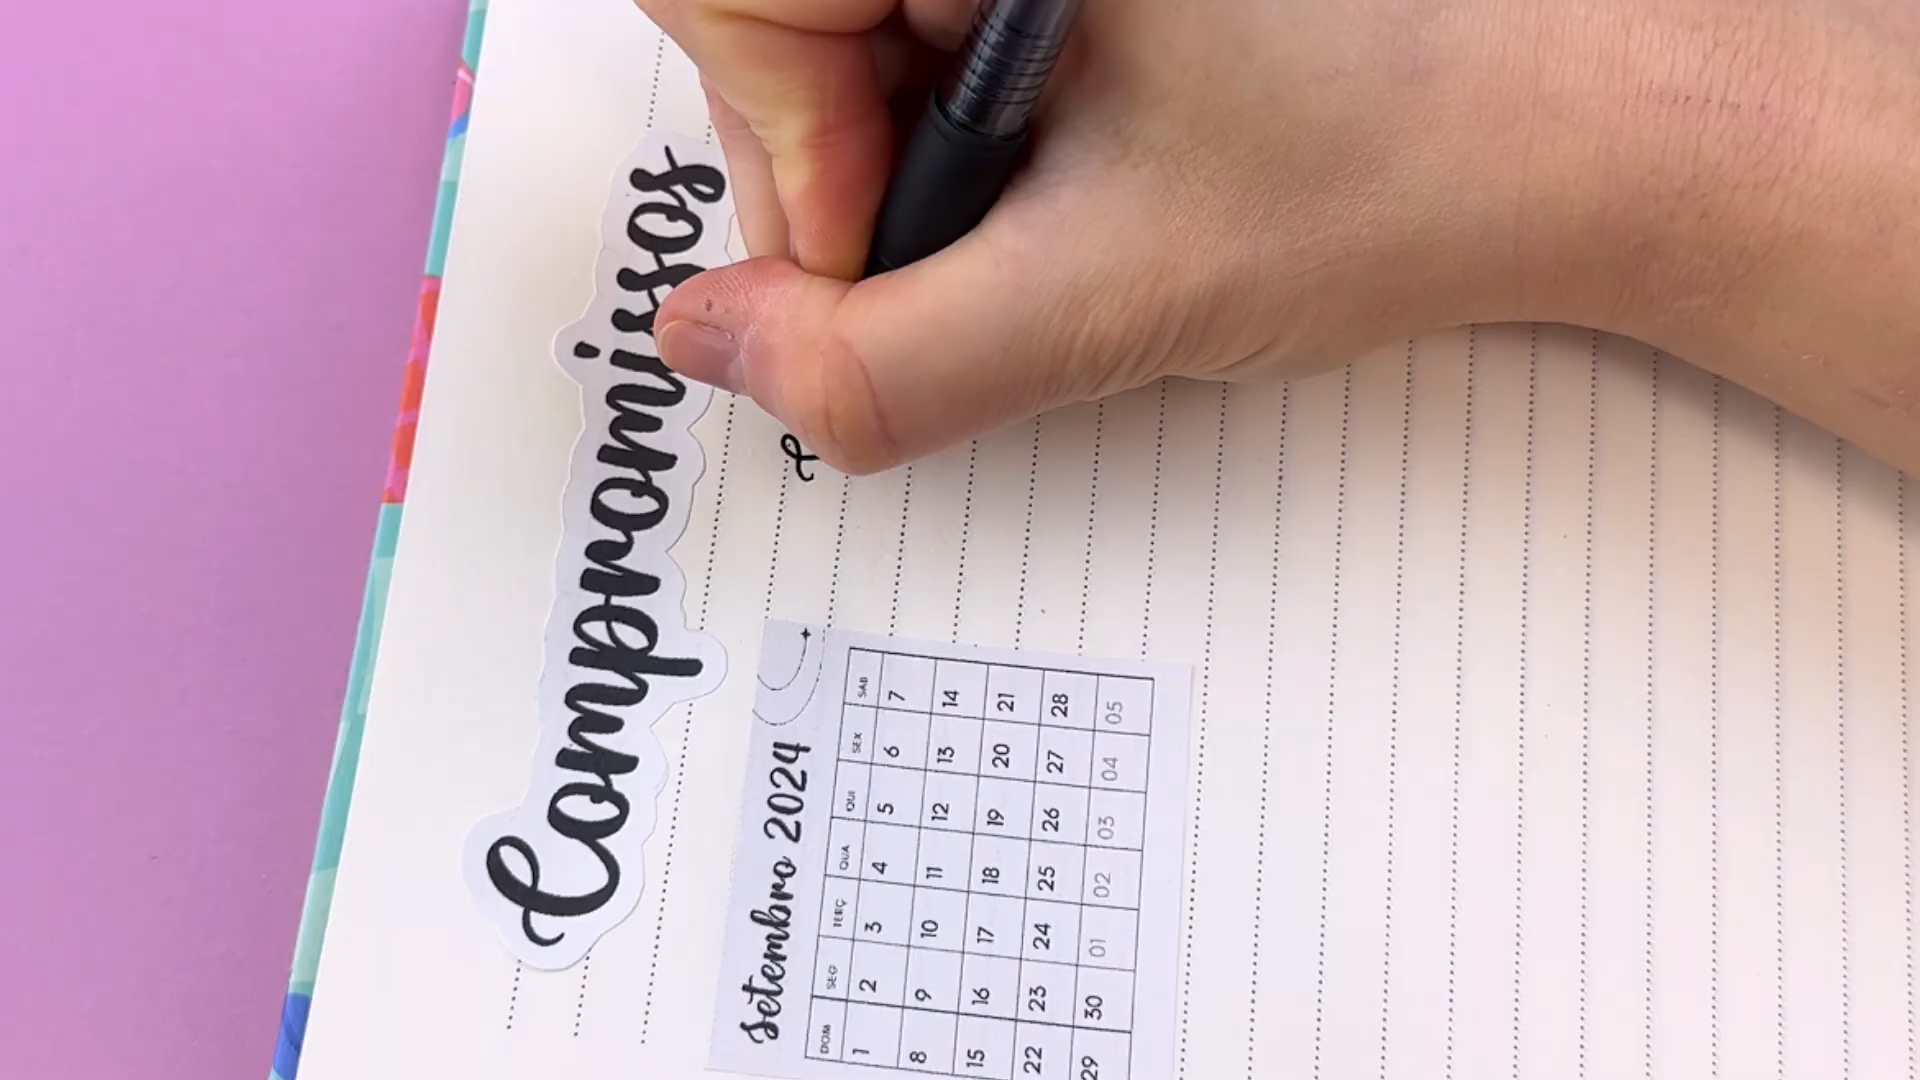 Compromissos
setembro 2024
DOM SEG TERÇ QUA QUI SEX SAB
1 2 3 4 5 6 7
8 9 10 11 12 13 14
15 16 17 18 19 20 21
22 23 24 25 26 27 28
29 30 01 02 03 04 05